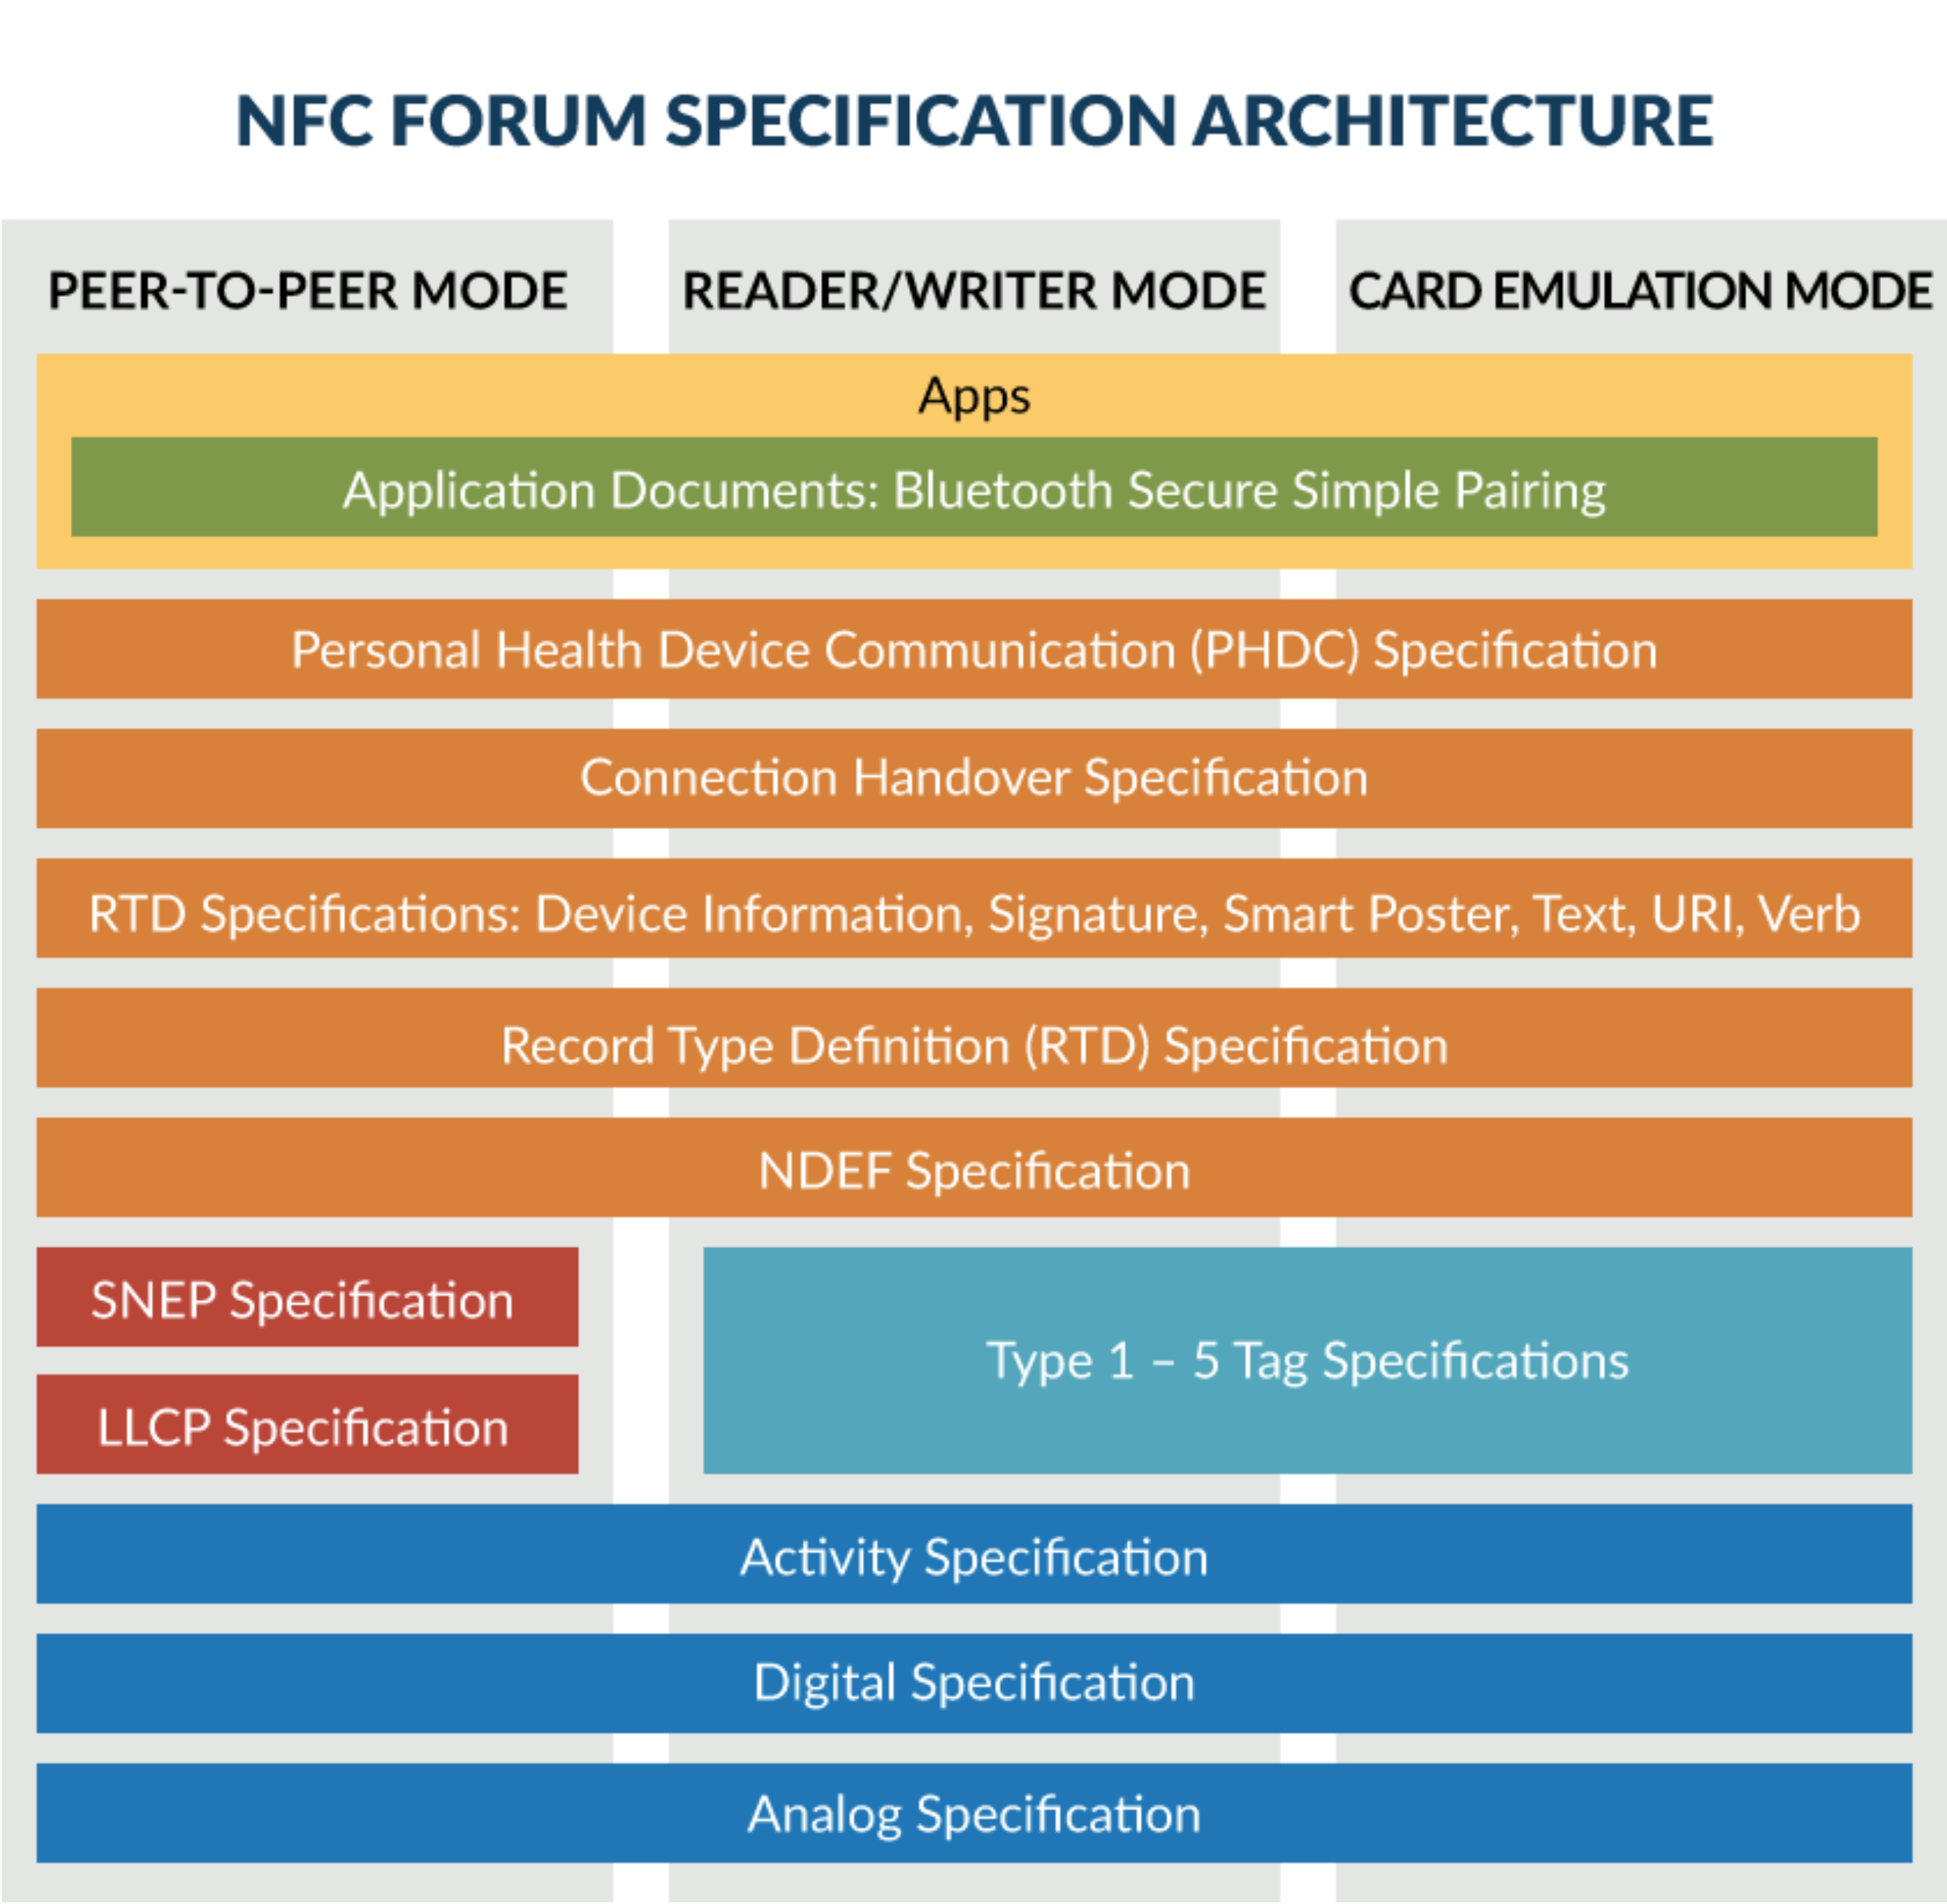 NFC FORUM SPECIFICATION ARCHITECTURE
PEER-TO-PEER MODE
READER/WRITER MODE
CARD EMULATION MODE
Apps
Application Documents: Bluetooth Secure Simple Pairing
Personal Health Device Communication (PHDC) Specification
Connection Handover Specification
RTD Specifications: Device Information, Signature, Smart Poster, Text, URI, Verb
Record Type Definition (RTD) Specification
NDEF Specification
SNEP Specification
LLCP Specification
Type 1 – 5 Tag Specifications
Activity Specification
Digital Specification
Analog Specification